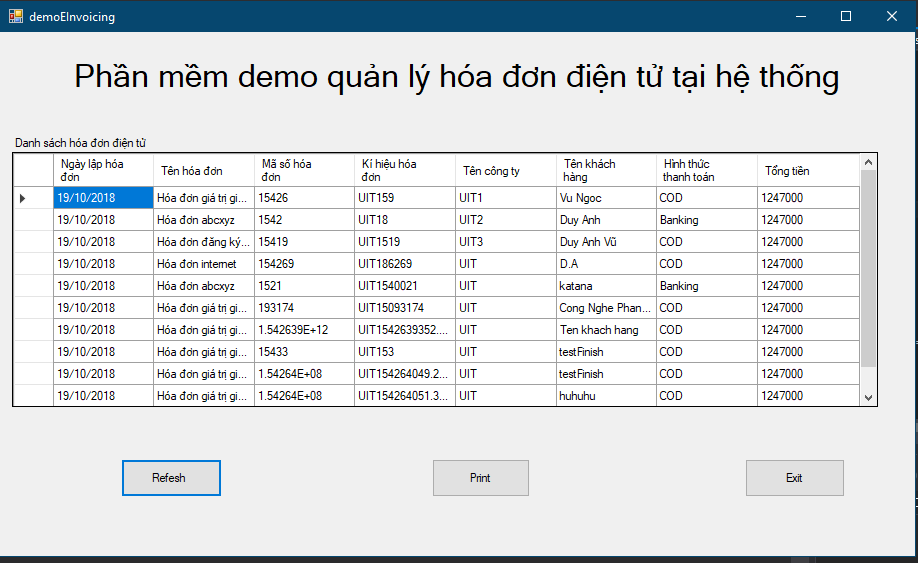 demoEInvoicing
Phần mềm demo quản lý hóa đơn điện tử tại hệ thống
Danh sách hóa đơn điện tử
Ngày lập hóa đơn Tên hóa đơn Mã số hóa đơn Kí hiệu hóa đơn Tên công ty Tên khách hàng Hình thức thanh toán Tổng tiền
19/10/2018 Hóa đơn giá trị gi... 15426 UIT159 UIT1 Vu Ngoc COD 1247000
19/10/2018 Hóa đơn abcxyz 1542 UIT18 UIT2 Duy Anh Banking 1247000
19/10/2018 Hóa đơn đăng ký... 15419 UIT1519 UIT3 Duy Anh Vũ COD 1247000
19/10/2018 Hóa đơn internet 154269 UIT186269 UIT D.A COD 1247000
19/10/2018 Hóa đơn abcxyz 1521 UIT1540021 UIT katana Banking 1247000
19/10/2018 Hóa đơn giá trị gi... 193174 UIT15093174 UIT Cong Nghe Phan... COD 1247000
19/10/2018 Hóa đơn giá trị gi... 1.542639E+12 UIT1542639352.... UIT Ten khach hang COD 1247000
19/10/2018 Hóa đơn giá trị gi... 15433 UIT153 UIT testFinish COD 1247000
19/10/2018 Hóa đơn giá trị gi... 1.54264E+08 UIT154264049.2... UIT testFinish COD 1247000
19/10/2018 Hóa đơn giá trị gi... 1.54264E+08 UIT154264051.3... UIT huhuhu COD 1247000
Refesh Print Exit